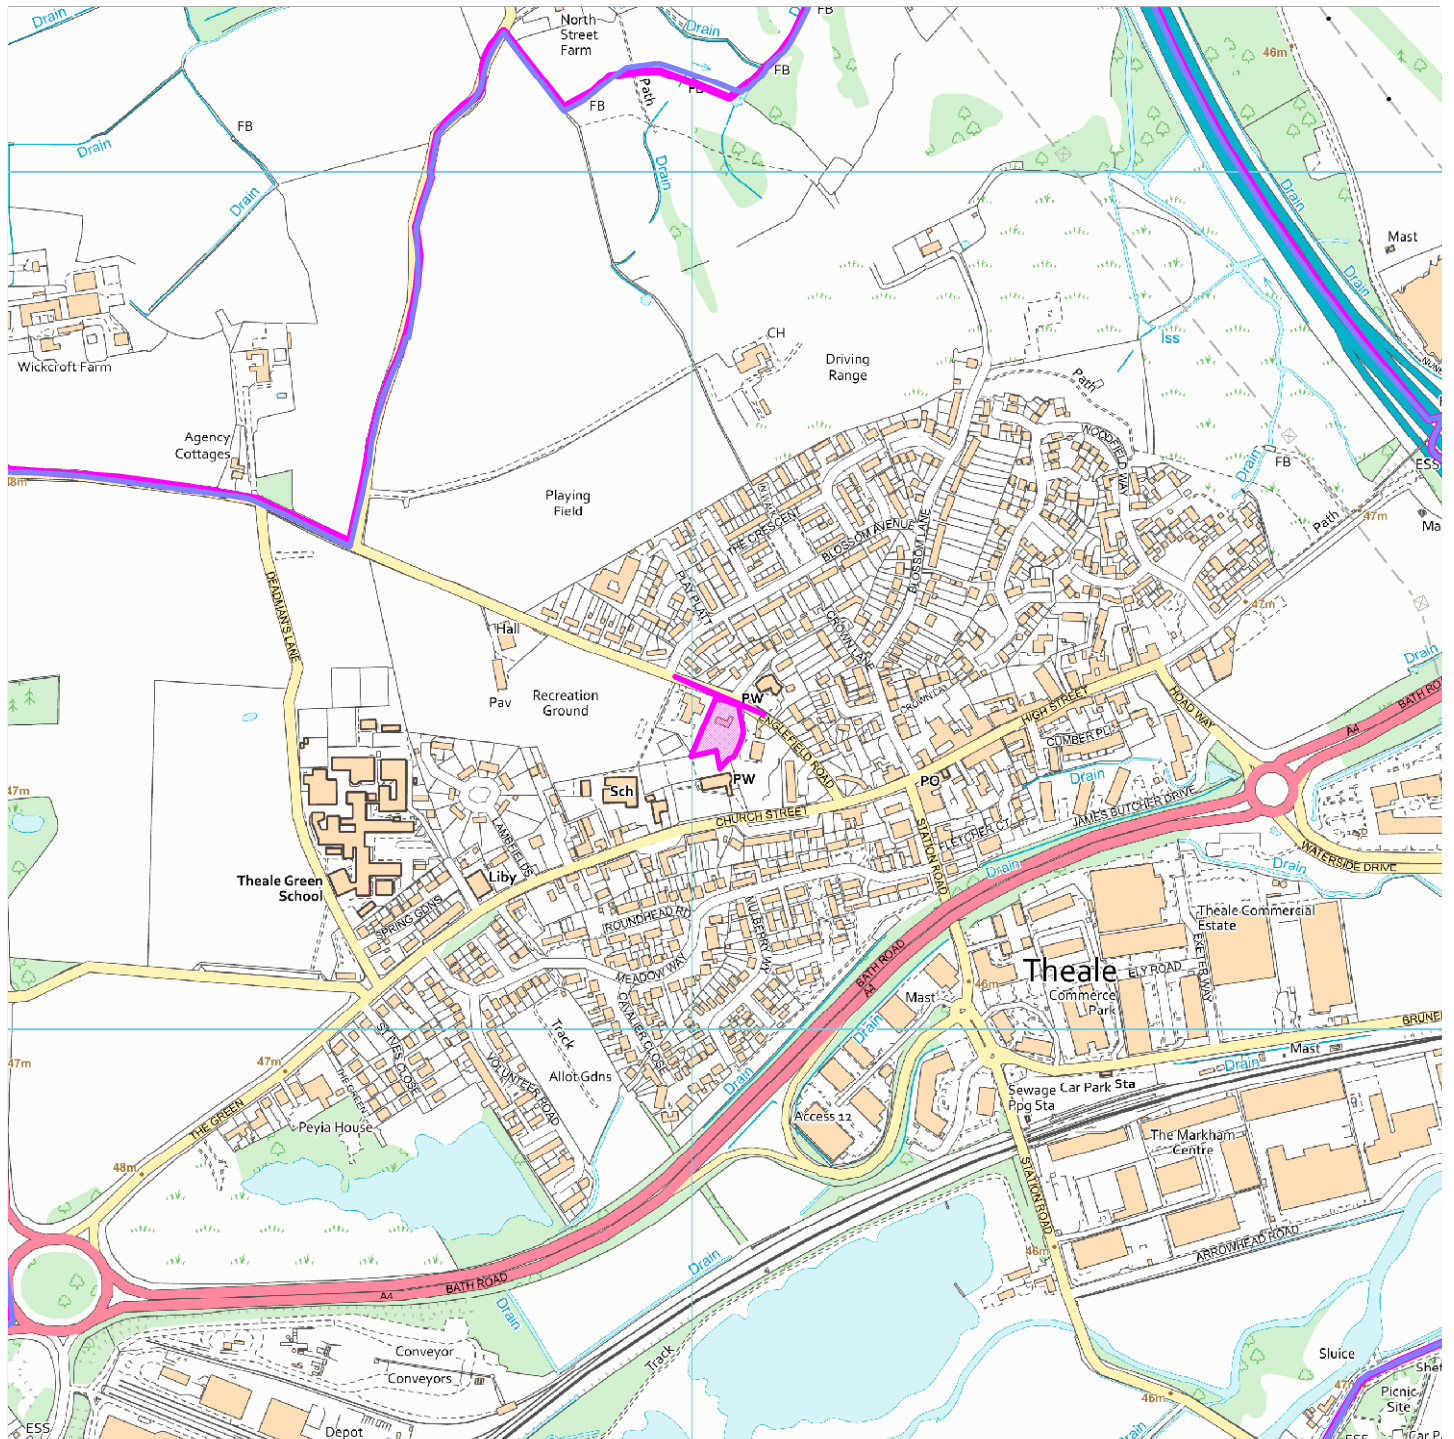 Drain
North
Street
Farm
Drain
FB
46m
FB
FB
Path
FB
FB
Drain
Drain
Drain
Drain
Drain
Mast
Drain
Wickcroft Farm
CH
Iss
Driving
Range
Path
Agency
Cottages
48m
WOODFIELD WAY
FB
ESS
Drain
Playing
Field
THE CRESCENT
BLOSSOM AVENUE
BLOSSOM LANE
47m
Path
DEADMAN'S LANE
PLAY PLATT
47m
Hall
CROWN LANE
Drain
Pav
Recreation
Ground
PW
HIGH STREET
HOAD WAY
BATH ROAD
A4
ENGLEFIELD ROAD
CUMBER PL
PW
Sch
PO
Drain
47m
CHURCH STREET
JAMES BUTCHER DRIVE
LAMBFIELDS
STATION ROAD
FLETCHER CT
WATERSIDE DRIVE
Theale Green
School
Liby
Drain
Drain
SPRING GDNS
ROUNDHEAD RD
MULBERRY WY
Theale Commercial
Estate
MEADOW WAY
BATH ROAD
A4
Theale
ELY ROAD
EXETER WAY
Mast
46m
Commerce
Park
CAVALIER CLOSE
Track
Drain
ST IVES CLOSE
47m
47m
Mast
Drain
Drain
THE GREEN
VOLUNTEER ROAD
Allot Gdns
Sewage
Ppg Sta
Car Park
Sta
Access 12
THE GREEN
Peyia House
The Markham
Centre
48m
STATION ROAD
46m
ARROWHEAD ROAD
Drain
BATH ROAD
A4
Drain
Track
Conveyor
Conveyors
Sluice
47m
Picnic
Site
46m
Drain
ESS
Depot